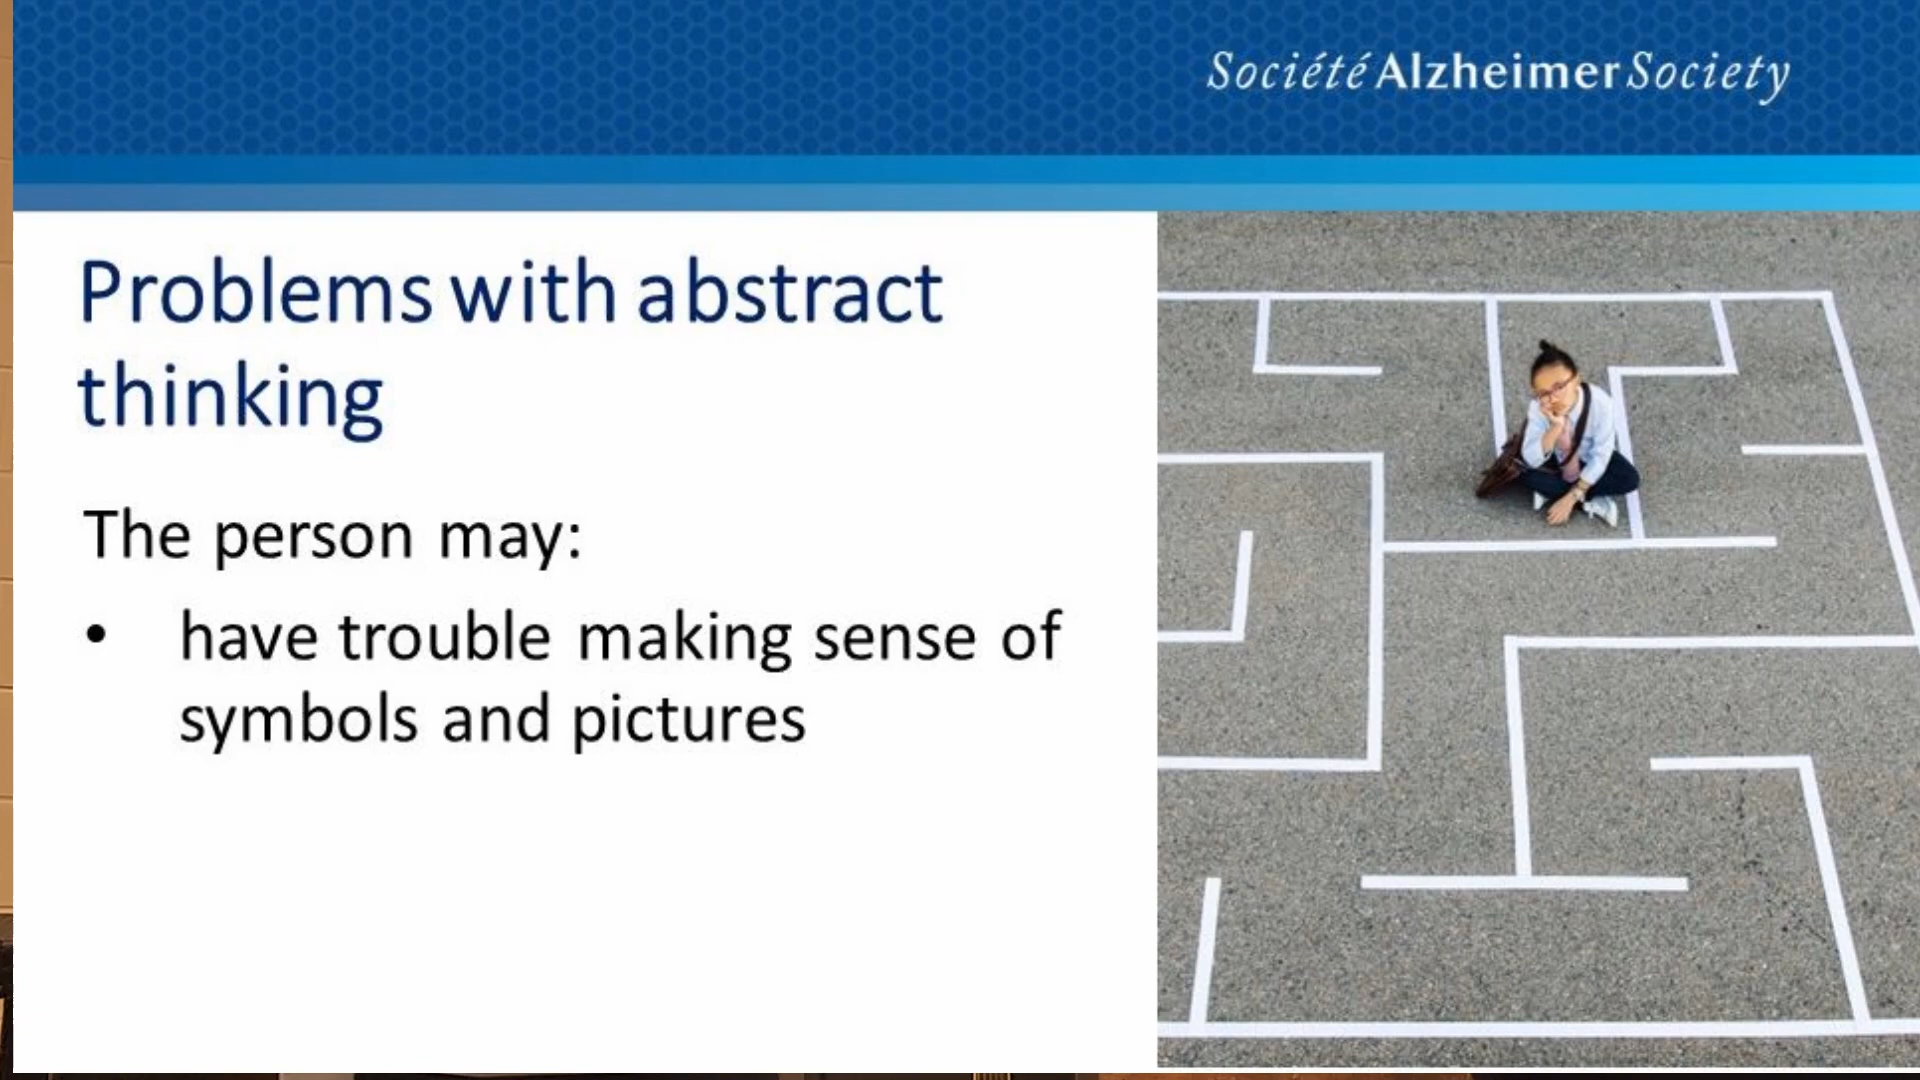 Société Alzheimer Society
Problems with abstract
thinking
The person may:
• have trouble making sense of
symbols and pictures